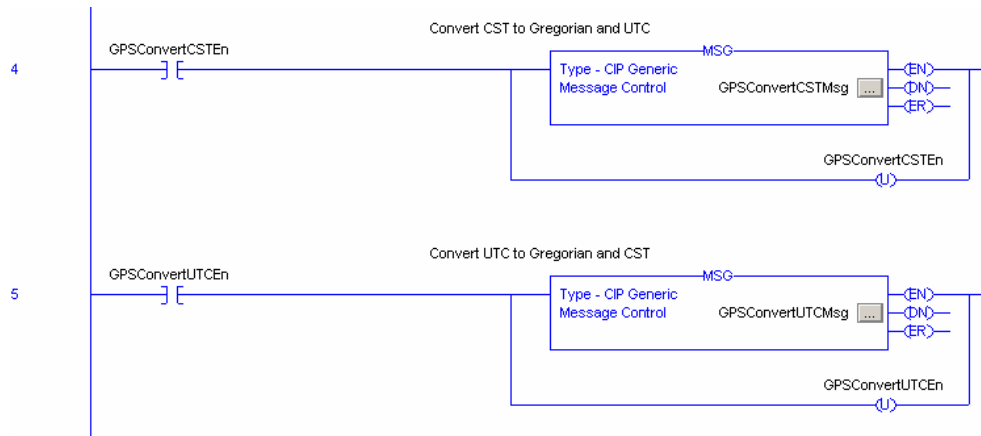 Convert CST to Gregorian and UTC
GPSConvertCSTEn
MSG
4
Type - CIP Generic
EN
Message Control GPSConvertCSTMsg ...
DN
ER
GPSConvertCSTEn
U
Convert UTC to Gregorian and CST
GPSConvertUTCEn
MSG
5
Type - CIP Generic
EN
Message Control GPSConvertUTCMsg ...
DN
ER
GPSConvertUTCEn
U